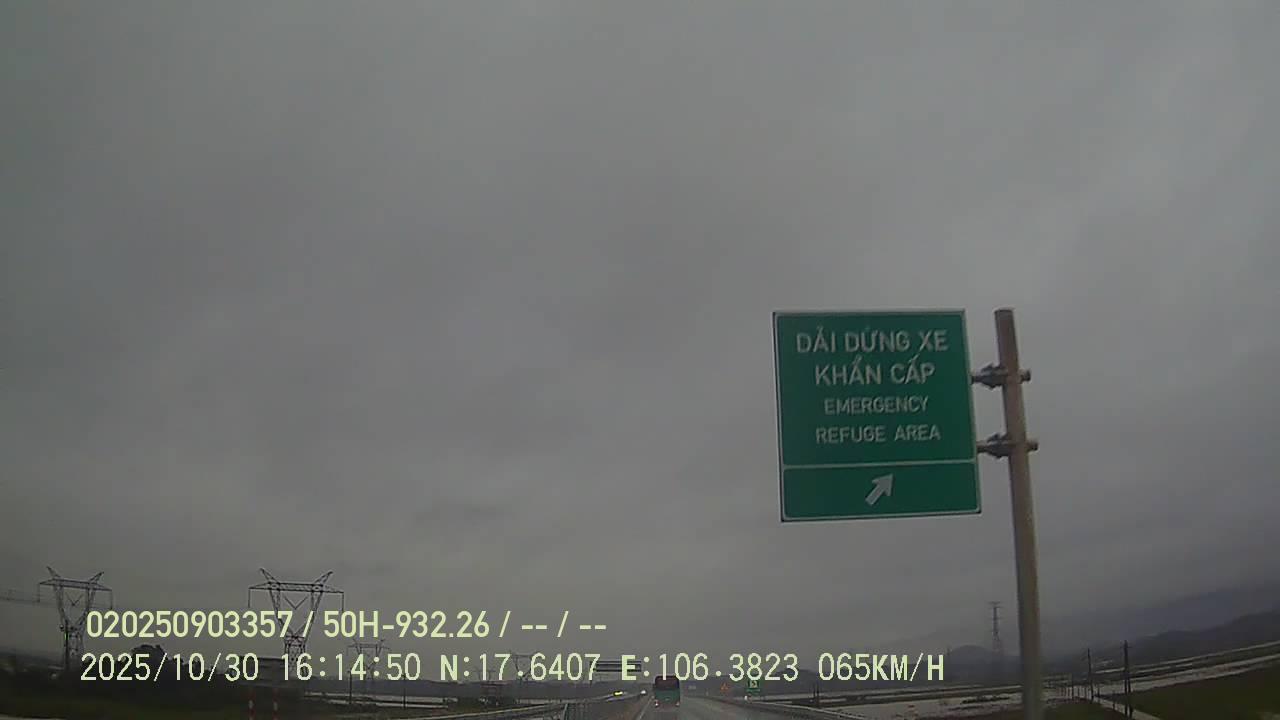 DẢI DỪNG XE
KHẨN CẤP
EMERGENCY
REFUGE AREA
020250903357 / 50H-932.26 / -- / --
2025/10/30 16:14:50 N:17.6407 E:106.3823 065KM/H